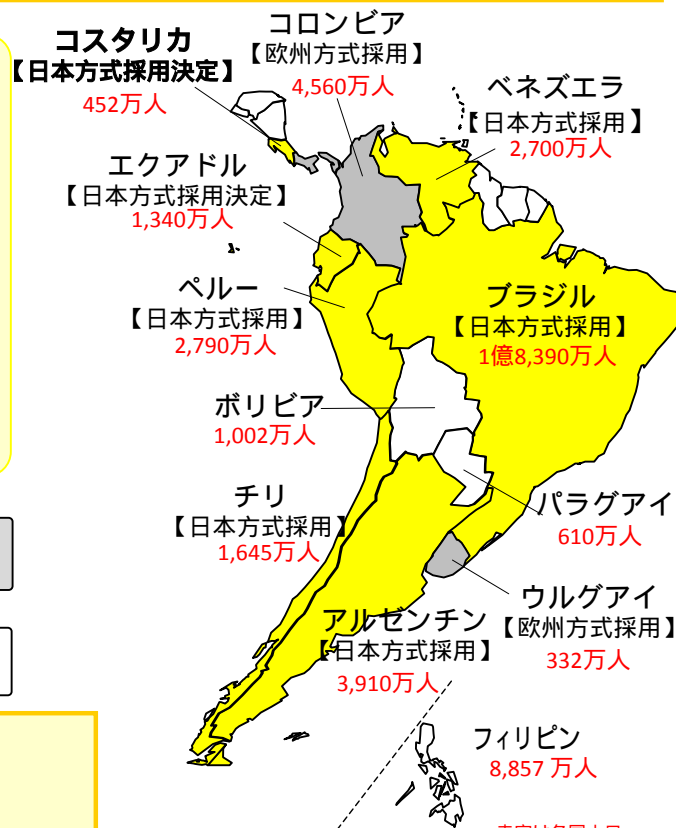 コロンビア
【欧州方式採用】
4,560万人
コスタリカ
【日本方式採用決定】
452万人
ベネズエラ
【日本方式採用】
2,700万人
エクアドル
【日本方式採用決定】
1,340万人
ペルー
【日本方式採用】
2,790万人
ブラジル
【日本方式採用】
1億8,390万人
ボリビア
1,002万人
チリ
【日本方式採用】
1,645万人
パラグアイ
610万人
ウルグアイ
【欧州方式採用】
332万人
アルゼンチン
【日本方式採用】
3,910万人
フィリピン
8,857 万人